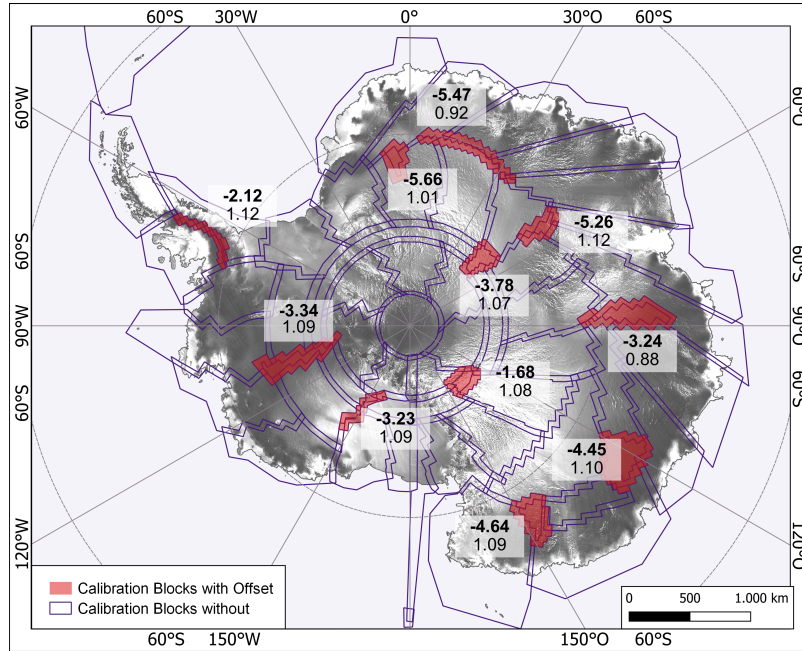 60°S 30°W 0° 30°O 60°S
60°W
60°O
-5.47
0.92
-5.66
1.01
-2.12
1.12
-5.26
1.12
60°S
60°S
-3.78
1.07
-3.34
1.09
90°W
90°O
-3.24
0.88
-1.68
1.08
60°S
60°S
-3.23
1.09
-4.45
1.10
-4.64
1.09
120°W
120°O
Calibration Blocks with Offset
Calibration Blocks without
0 500 1.000 km
60°S 150°W 150°O 60°S